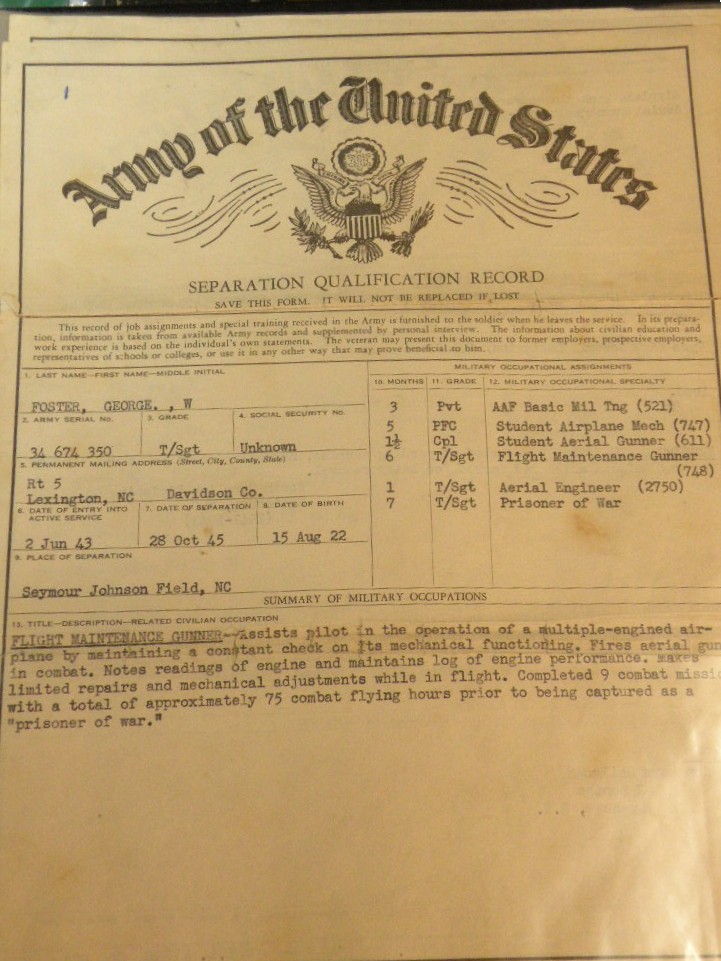 Army of the United States
SEPARATION QUALIFICATION RECORD
SAVE THIS FORM. IT WILL NOT BE REPLACED IF LOST
This record of job assignments and special training received in the Army is furnished to the soldier when he leaves the service. In its prepara-
tion, information is taken from available Army records and supplemented by personal interview. The information about civilian education and
work experience is based on the individual's own statements. The veteran may present this document to former employers, prospective employers,
representatives of schools or colleges, or use it in any other way that may prove beneficial to him.
1. LAST NAME—FIRST NAME—MIDDLE INITIAL
FOSTER, GEORGE. , W
2. ARMY SERIAL No. 3. GRADE 4. SOCIAL SECURITY No.
34 674 350 T/Sgt Unknown
5. PERMANENT MAILING ADDRESS (Street, City, County, State)
Rt 5
Lexington, NC Davidson Co.
6. DATE OF ENTRY INTO ACTIVE SERVICE 7. DATE OF SEPARATION 8. DATE OF BIRTH
2 Jun 43 28 Oct 45 15 Aug 22
9. PLACE OF SEPARATION
Seymour Johnson Field, NC
MILITARY OCCUPATIONAL ASSIGNMENTS
10. MONTHS 11. GRADE 12. MILITARY OCCUPATIONAL SPECIALTY
3 Pvt AAF Basic Mil Tng (521)
5 PFC Student Airplane Mech (747)
1½ Cpl Student Aerial Gunner (611)
6 T/Sgt Flight Maintenance Gunner
(748)
1 T/Sgt Aerial Engineer (2750)
7 T/Sgt Prisoner of War
SUMMARY OF MILITARY OCCUPATIONS
13. TITLE—DESCRIPTION—RELATED CIVILIAN OCCUPATION
FLIGHT MAINTENANCE GUNNER--Assists pilot in the operation of a multiple-engined air-
plane by maintaining a constant check on its mechanical functioning. Fires aerial gun
in combat. Notes readings of engine and maintains log of engine performance. Makes
limited repairs and mechanical adjustments while in flight. Completed 9 combat missio
with a total of approximately 75 combat flying hours prior to being captured as a
"prisoner of war."